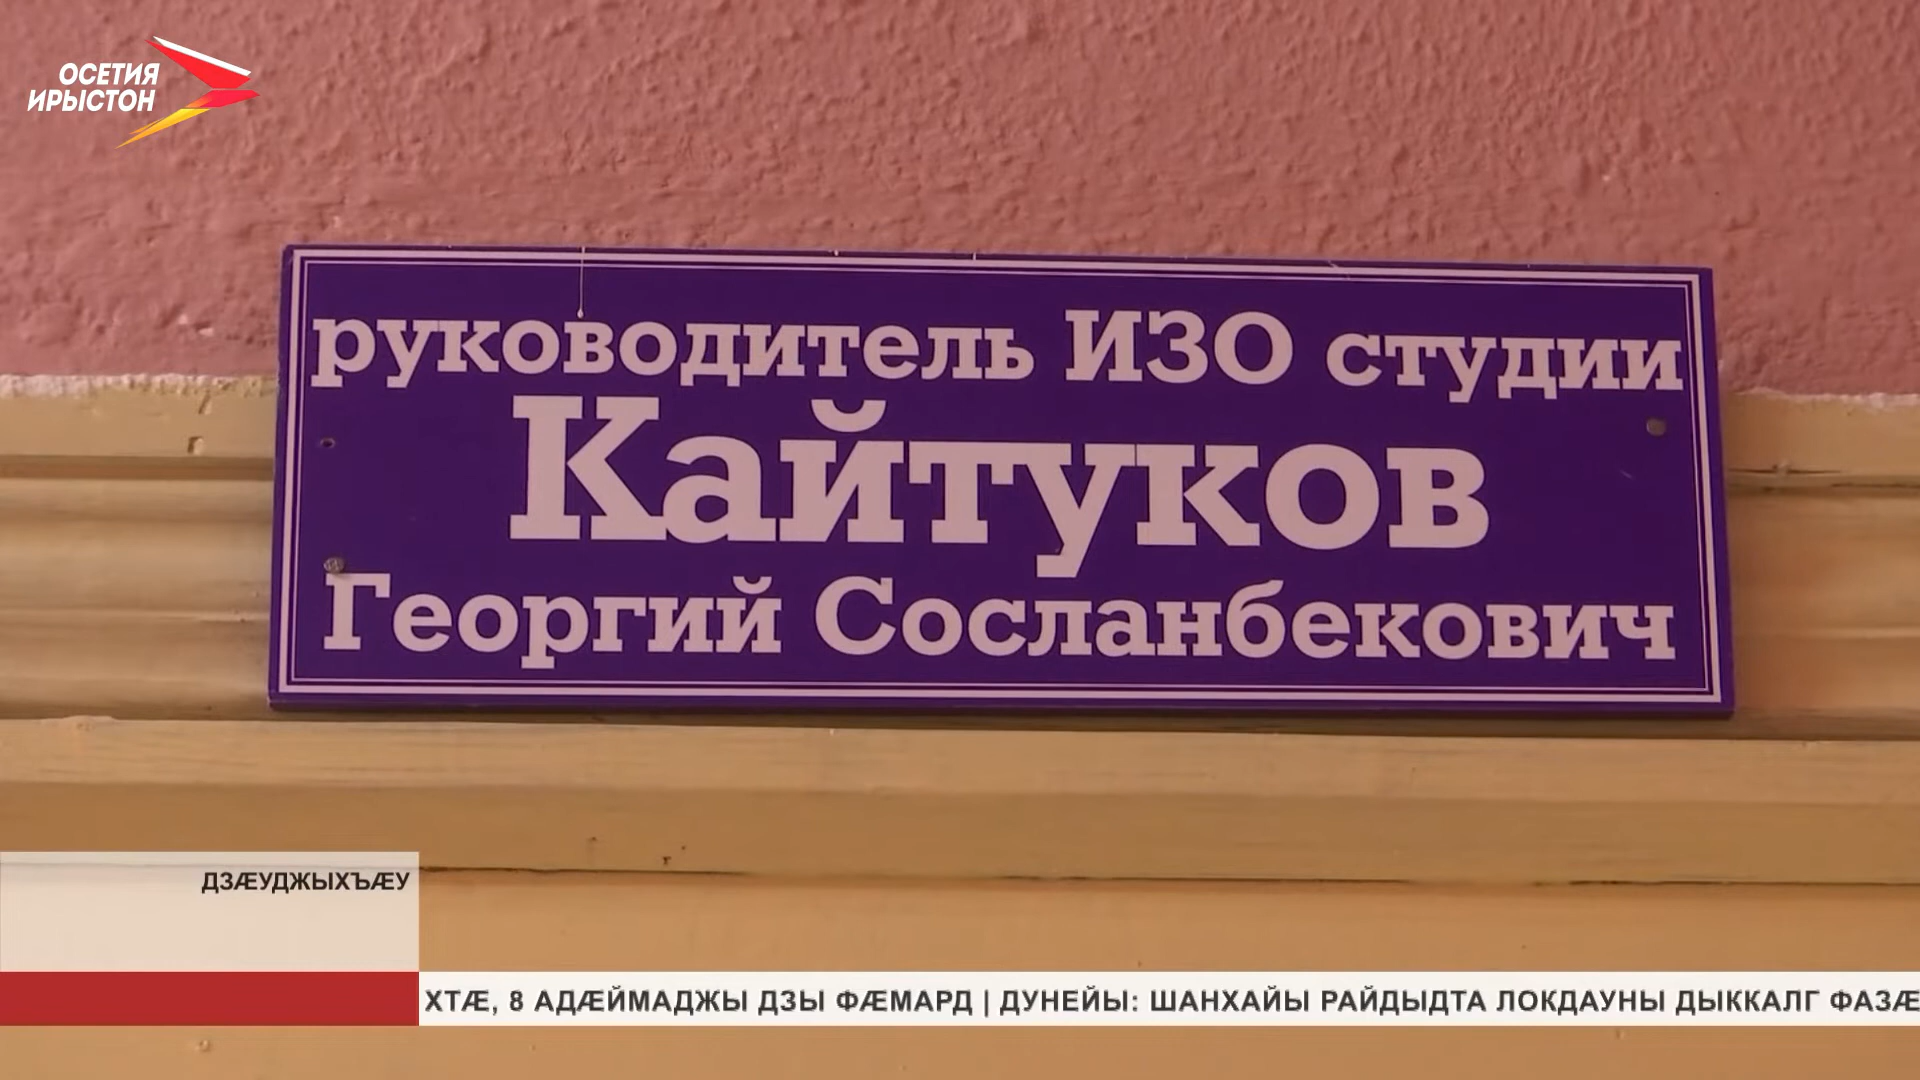 ОСЕТИЯ
ИРЫСТОН
руководитель ИЗО студии
Кайтуков
Георгий Сосланбекович
ДЗÆУДЖЫХЪÆУ
ХТÆ, 8 АДÆЙМАДЖЫ ДЗЫ ФÆМАРД | ДУНЕЙЫ: ШАНХАЙЫ РАЙДЫДТА ЛОКДАУНЫ ДЫККАЛГ ФАЗÆ